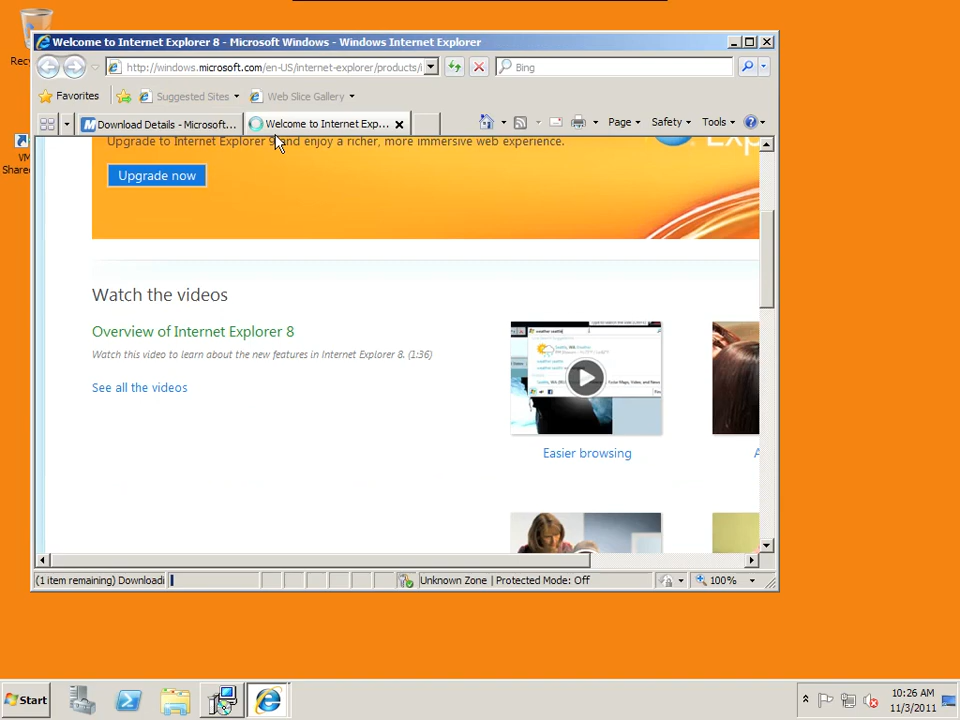 Recy
VM
Share
Welcome to Internet Explorer 8 - Microsoft Windows - Windows Internet Explorer
http://windows.microsoft.com/en-US/internet-explorer/products/
Bing
Favorites
Suggested Sites
Web Slice Gallery
Download Details - Microsoft...
Welcome to Internet Exp...
Page
Safety
Tools
Upgrade to Internet Explorer 9 and enjoy a richer, more immersive web experience.
Upgrade now
Watch the videos
Overview of Internet Explorer 8
Watch this video to learn about the new features in Internet Explorer 8. (1:36)
See all the videos
Easier browsing
A
(1 item remaining) Downloadi
Unknown Zone | Protected Mode: Off
100%
Start
10:26 AM
11/3/2011